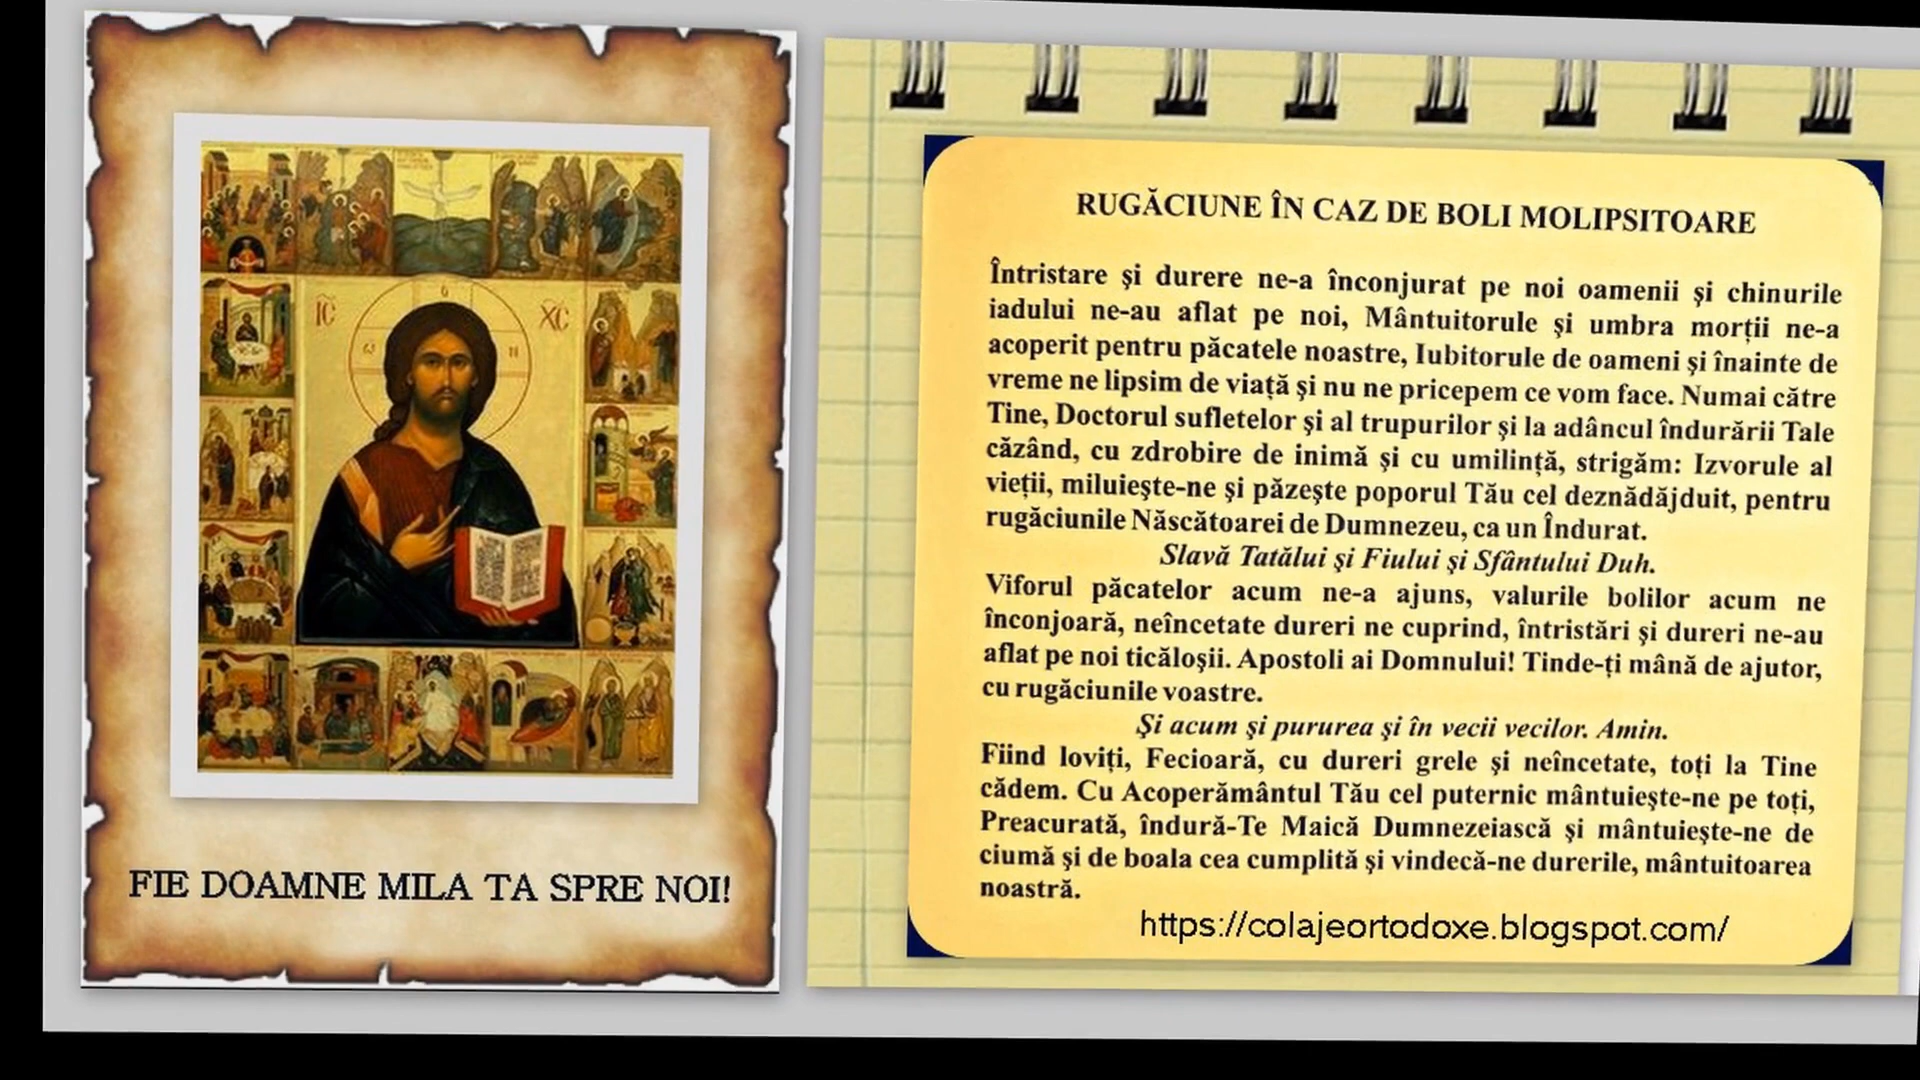 IC XC
FIE DOAMNE MILA TA SPRE NOI!
RUGĂCIUNE ÎN CAZ DE BOLI MOLIPSITOARE
Întristare şi durere ne-a înconjurat pe noi oamenii şi chinurile
iadului ne-au aflat pe noi, Mântuitorule şi umbra morţii ne-a
acoperit pentru păcatele noastre, Iubitorule de oameni şi înainte de
vreme ne lipsim de viaţă şi nu ne pricepem ce vom face. Numai către
Tine, Doctorul sufletelor şi al trupurilor şi la adâncul îndurării Tale
căzând, cu zdrobire de inimă şi cu umilinţă, strigăm: Izvorule al
vieţii, miluieşte-ne şi păzeşte poporul Tău cel deznădăjduit, pentru
rugăciunile Născătoarei de Dumnezeu, ca un Îndurat.
Slavă Tatălui şi Fiului şi Sfântului Duh.
Viforul păcatelor acum ne-a ajuns, valurile bolilor acum ne
înconjoară, neîncetate dureri ne cuprind, întristări şi dureri ne-au
aflat pe noi ticăloşii. Apostoli ai Domnului! Tinde-ţi mână de ajutor,
cu rugăciunile voastre.
Şi acum şi pururea şi în vecii vecilor. Amin.
Fiind loviţi, Fecioară, cu dureri grele şi neîncetate, toţi la Tine
cădem. Cu Acoperământul Tău cel puternic mântuieşte-ne pe toţi,
Preacurată, îndură-Te Maică Dumnezeiască şi mântuieşte-ne de
ciumă şi de boala cea cumplită şi vindecă-ne durerile, mântuitoarea
noastră.
https://colajeortodoxe.blogspot.com/